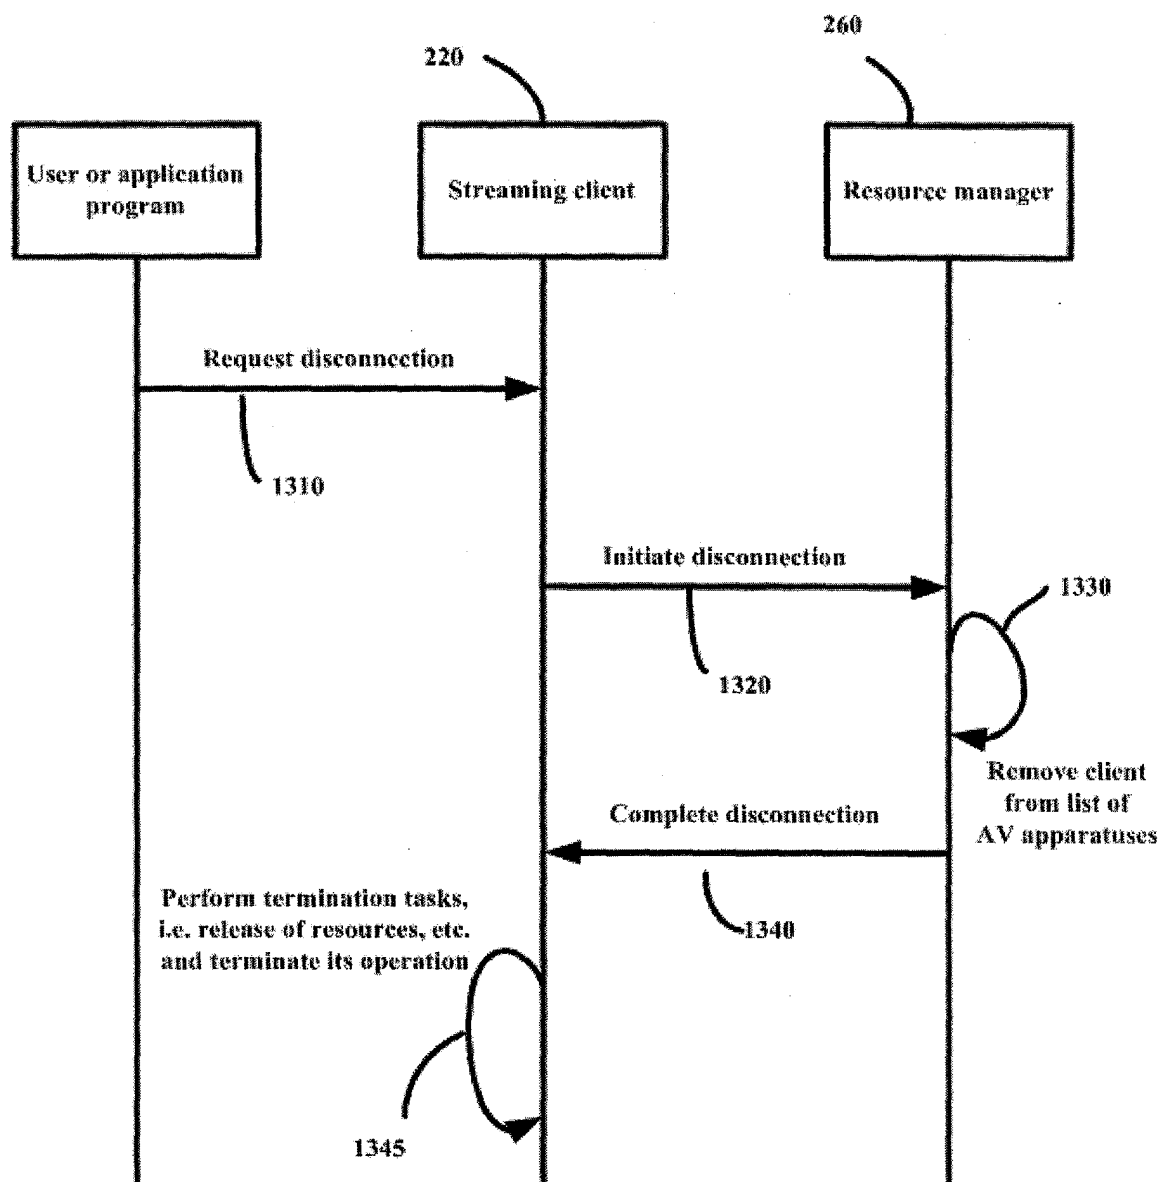 260
220
User or application
program
Streaming client
Resource manager
Request disconnection
1310
Initiate disconnection
1330
1320
Remove client
from list of
AV apparatuses
Complete disconnection
Perform termination tasks,
i.e. release of resources, etc.
and terminate its operation
1340
1345